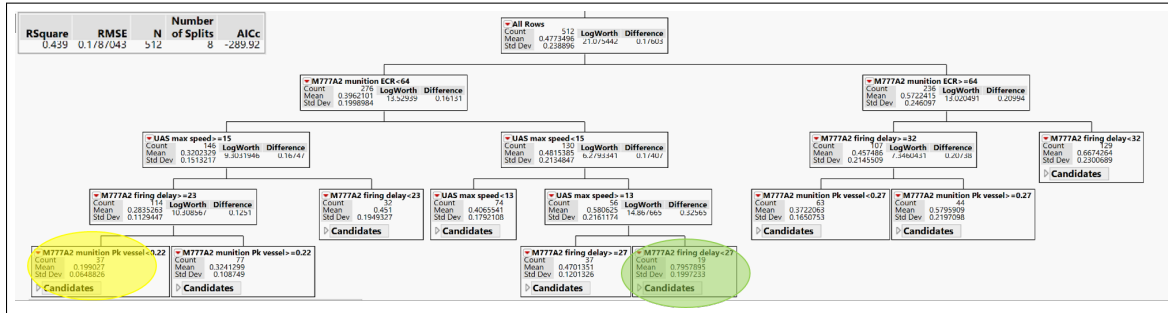 RSquare RMSE N Number of Splits AICc
0.439 0.1787043 512 8 -289.92
All Rows
Count 512 LogWorth Difference
Mean 0.4773496 21.075442 0.17603
Std Dev 0.238896
M777A2 munition ECR<64
Count 276 LogWorth Difference
Mean 0.3962101 13.52939 0.16131
Std Dev 0.1998984
M777A2 munition ECR>=64
Count 236 LogWorth Difference
Mean 0.5722415 13.020491 0.20994
Std Dev 0.246097
UAS max speed>=15
Count 146 LogWorth Difference
Mean 0.3202329 9.3031946 0.16747
Std Dev 0.1513217
UAS max speed<15
Count 130 LogWorth Difference
Mean 0.4815385 6.2793341 0.17407
Std Dev 0.2134847
M777A2 firing delay>=32
Count 107 LogWorth Difference
Mean 0.457486 7.3460431 0.20738
Std Dev 0.2145509
M777A2 firing delay<32
Count 129
Mean 0.6674264
Std Dev 0.2300689
Candidates
M777A2 firing delay>=23
Count 114 LogWorth Difference
Mean 0.2835263 10.308567 0.1251
Std Dev 0.1129447
M777A2 firing delay<23
Count 32
Mean 0.451
Std Dev 0.1949327
Candidates
UAS max speed<13
Count 74
Mean 0.4065541
Std Dev 0.1792108
Candidates
UAS max speed>=13
Count 56 LogWorth Difference
Mean 0.580625 14.867665 0.32565
Std Dev 0.2161174
M777A2 munition Pk vessel<0.27
Count 63
Mean 0.3722063
Std Dev 0.1650753
Candidates
M777A2 munition Pk vessel>=0.27
Count 44
Mean 0.5795909
Std Dev 0.2197098
Candidates
M777A2 munition Pk vessel<0.22
Count 37
Mean 0.199027
Std Dev 0.0648826
Candidates
M777A2 munition Pk vessel>=0.22
Count 77
Mean 0.3241299
Std Dev 0.108749
Candidates
M777A2 firing delay>=27
Count 37
Mean 0.4701351
Std Dev 0.1201326
Candidates
M777A2 firing delay<27
Count 19
Mean 0.7957895
Std Dev 0.1997233
Candidates